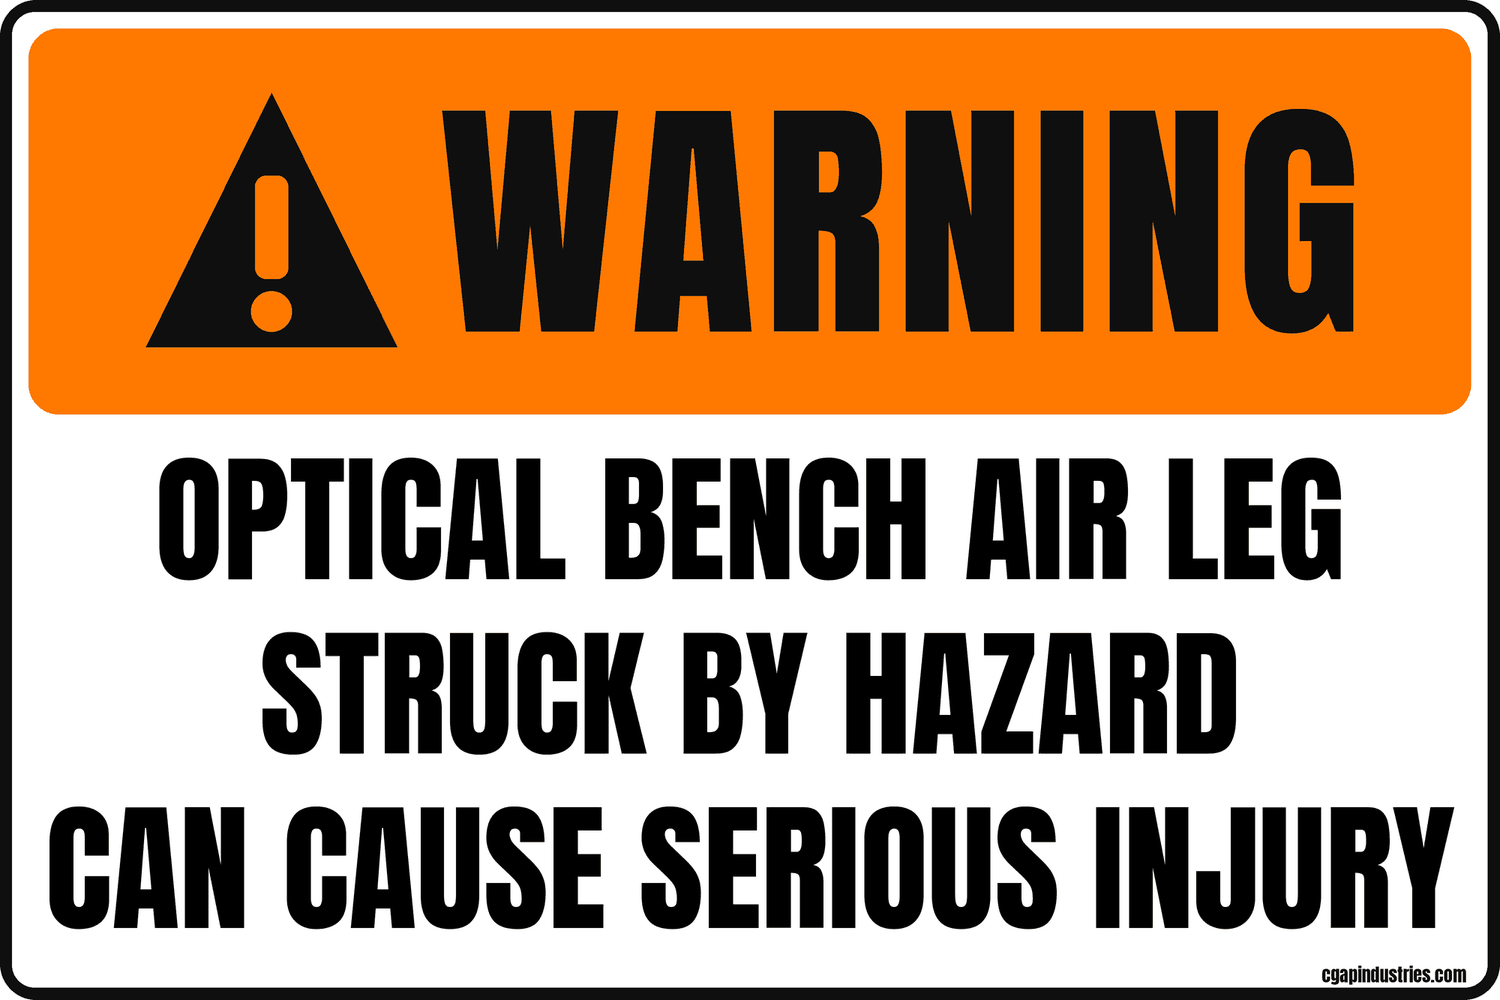 WARNING
OPTICAL BENCH AIR LEG
STRUCK BY HAZARD
CAN CAUSE SERIOUS INJURY
cgapindustries.com